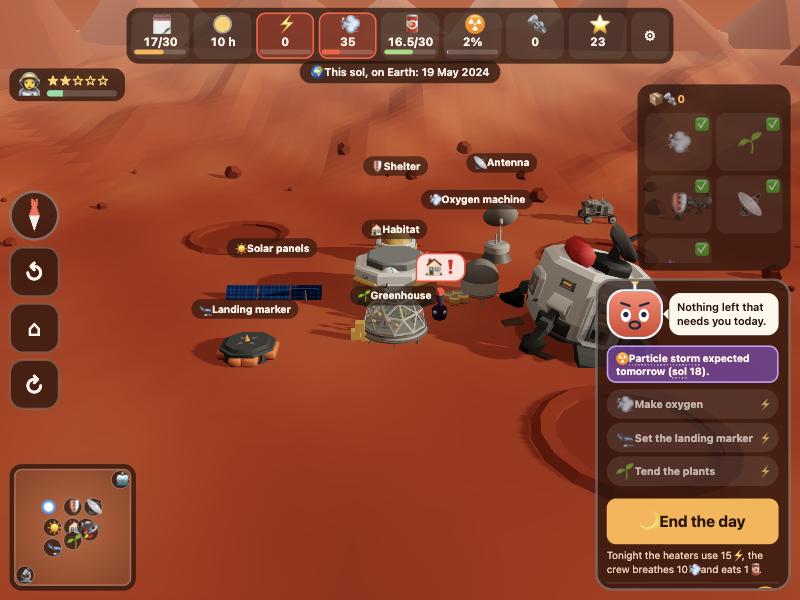 17/30
10 h
0
35
16.5/30
2%
0
23
This sol, on Earth: 19 May 2024
0
Shelter
Antenna
Oxygen machine
Habitat
Solar panels
Greenhouse
Landing marker
Nothing left that
needs you today.
Particle storm expected
tomorrow (sol 18).
Make oxygen
Set the landing marker
Tend the plants
End the day
Tonight the heaters use 15⚡, the
crew breathes 10💨and eats 1🥫.